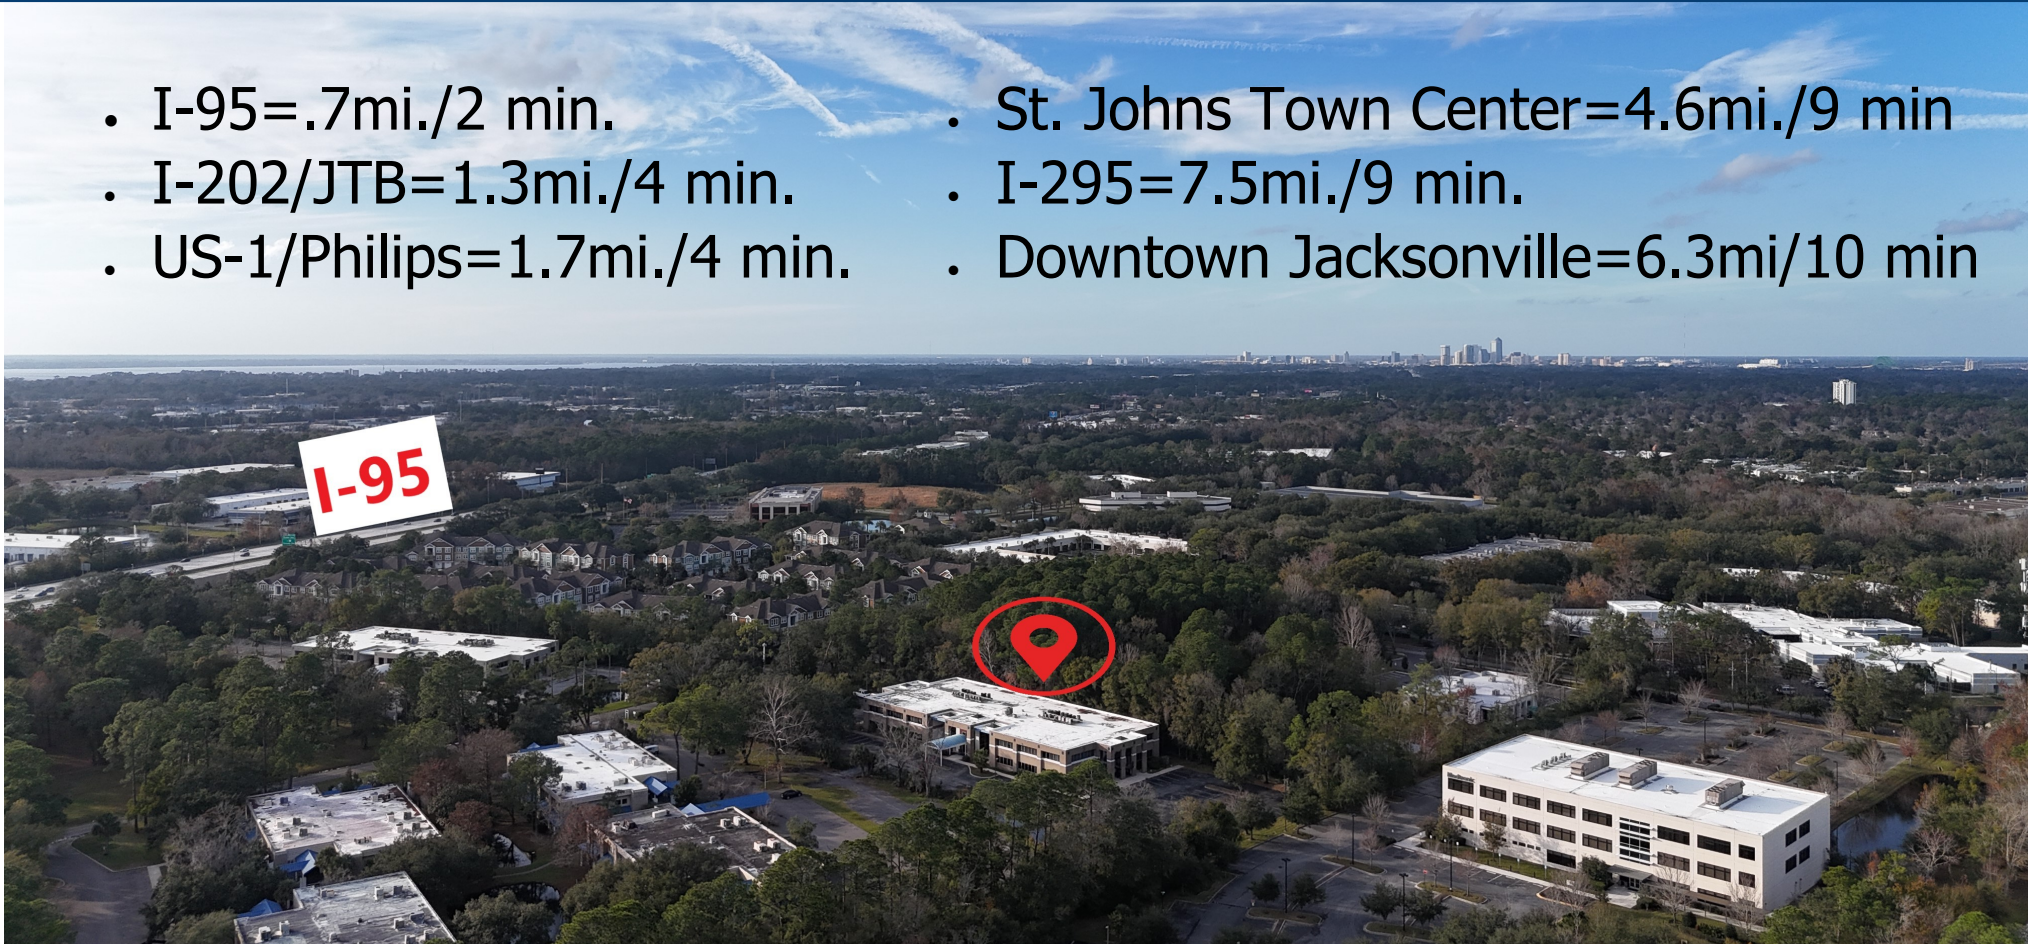 • I-95=.7mi./2 min.
• I-202/JTB=1.3mi./4 min.
• US-1/Philips=1.7mi./4 min.
• St. Johns Town Center=4.6mi./9 min
• I-295=7.5mi./9 min.
• Downtown Jacksonville=6.3mi/10 min
I-95